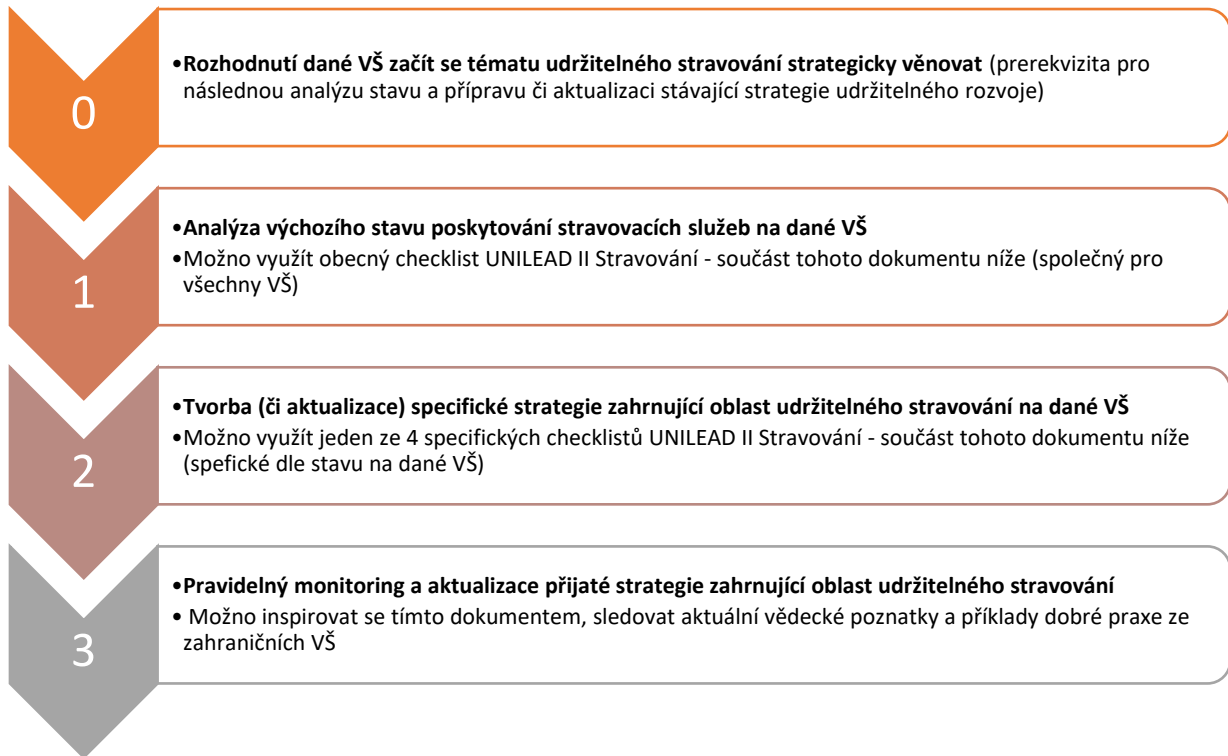 0
•Rozhodnutí dané VŠ začít se tématu udržitelného stravování strategicky věnovat (prerekvizita pro
následnou analýzu stavu a přípravu či aktualizaci stávající strategie udržitelného rozvoje)
1
•Analýza výchozího stavu poskytování stravovacích služeb na dané VŠ
•Možno využít obecný checklist UNILEAD II Stravování - součást tohoto dokumentu níže (společný pro
všechny VŠ)
2
•Tvorba (či aktualizace) specifické strategie zahrnující oblast udržitelného stravování na dané VŠ
•Možno využít jeden ze 4 specifických checklistů UNILEAD II Stravování - součást tohoto dokumentu níže
(spefické dle stavu na dané VŠ)
3
•Pravidelný monitoring a aktualizace přijaté strategie zahrnující oblast udržitelného stravování
• Možno inspirovat se tímto dokumentem, sledovat aktuální vědecké poznatky a příklady dobré praxe ze
zahraničních VŠ